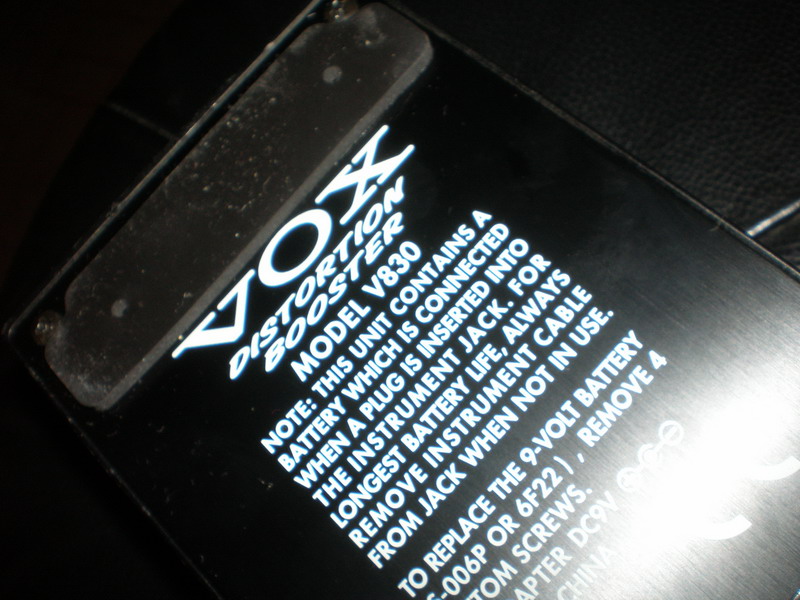 VOX
DISTORTION
BOOSTER
MODEL V830
NOTE: THIS UNIT CONTAINS A
BATTERY WHICH IS CONNECTED
WHEN A PLUG IS INSERTED INTO
THE INSTRUMENT JACK. FOR
LONGEST BATTERY LIFE, ALWAYS
REMOVE INSTRUMENT CABLE
FROM JACK WHEN NOT IN USE.
TO REPLACE THE 9-VOLT BATTERY
-006P OR 6F22 ) , REMOVE 4
TOM SCREWS.
APTER DC9V
CHINA